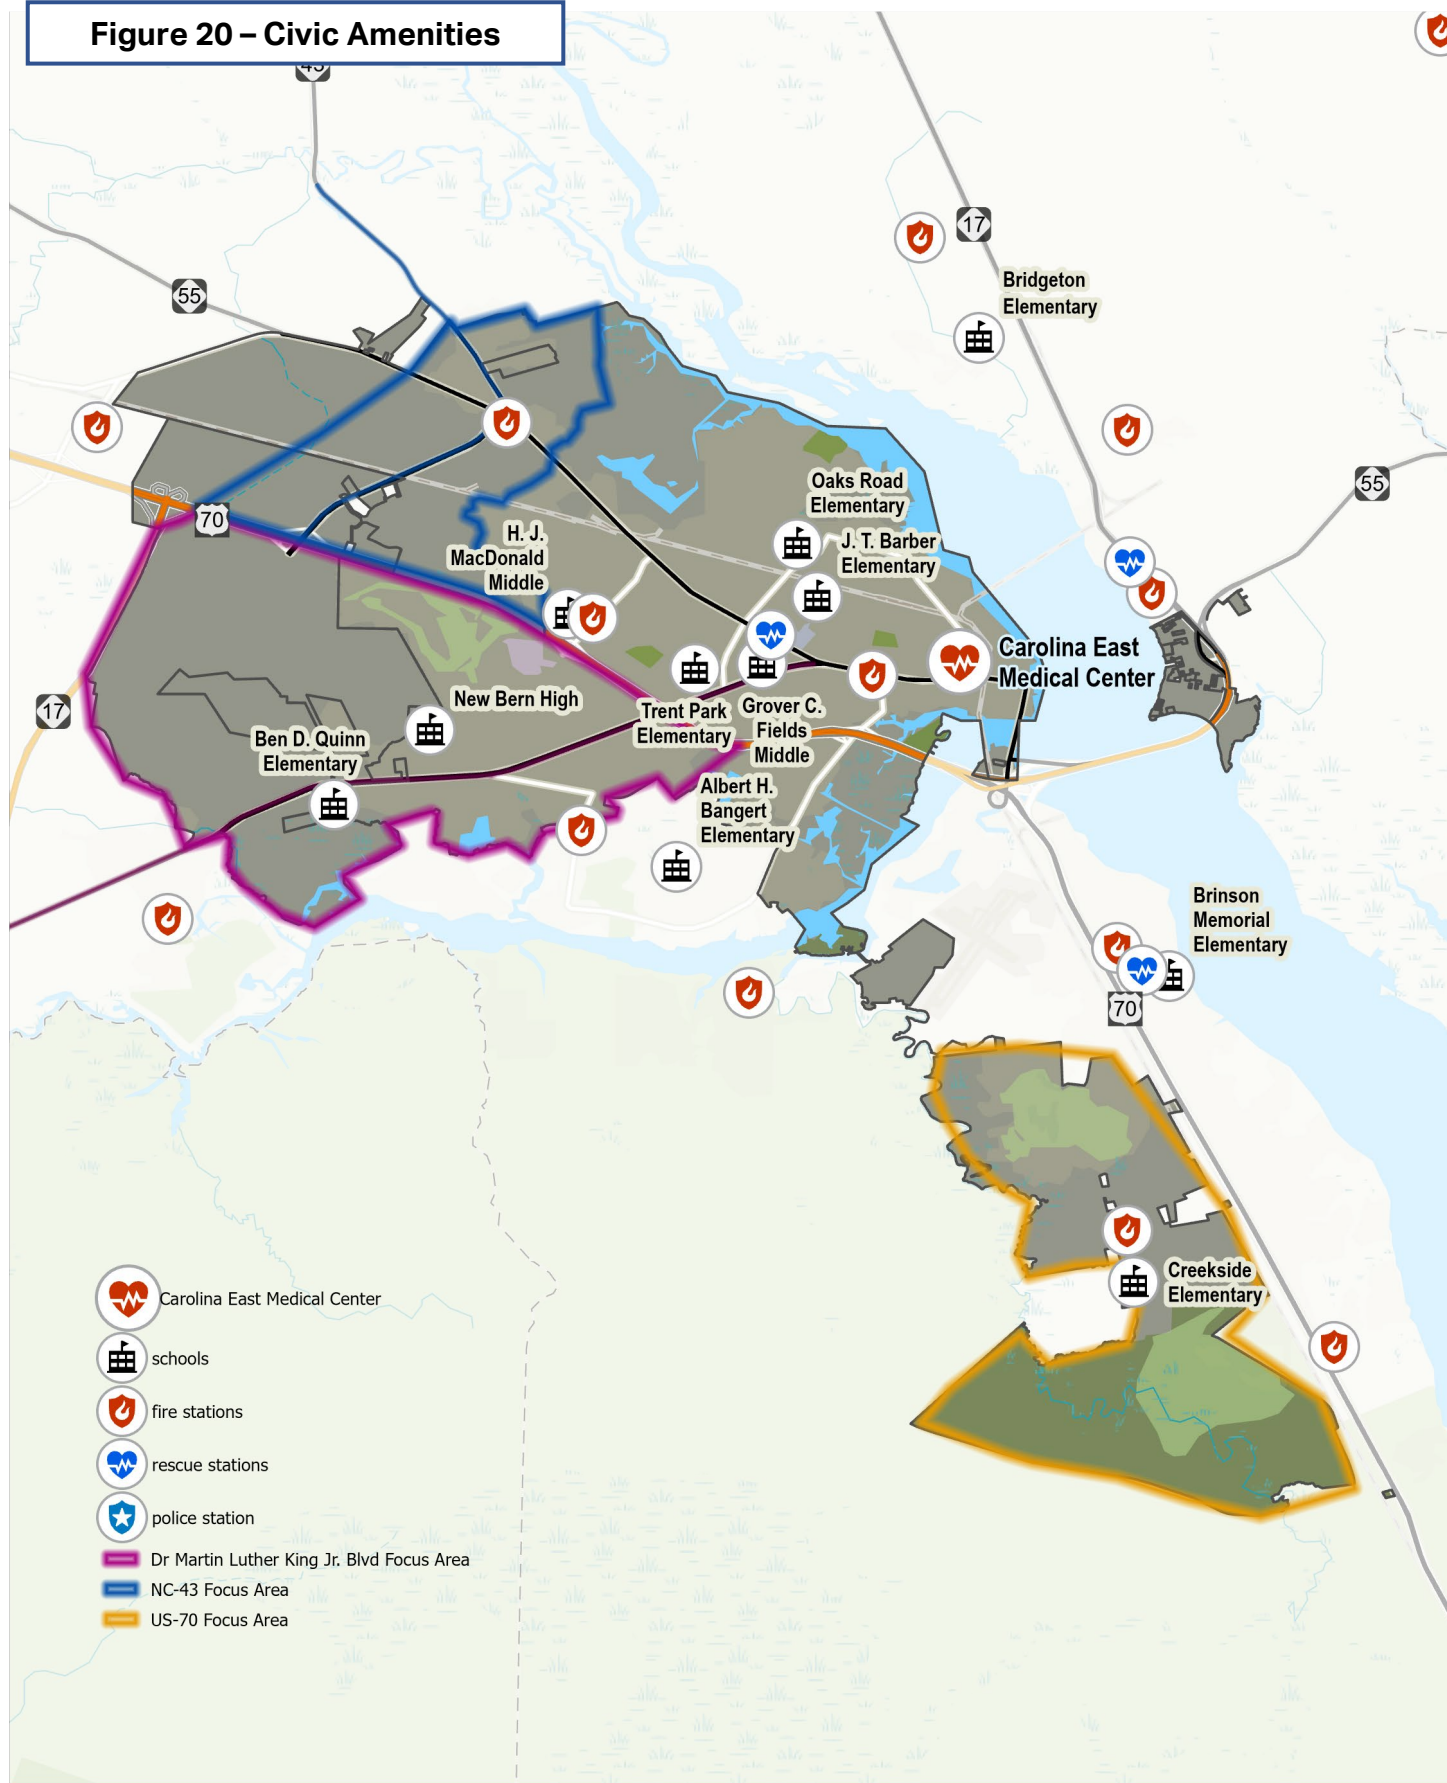 Figure 20 – Civic Amenities
43
17
Bridgeton
Elementary
55
55
Oaks Road
Elementary
70
H. J.
MacDonald
Middle
J. T. Barber
Elementary
Carolina East
Medical Center
New Bern High
17
Trent Park
Elementary
Grover C.
Fields
Middle
Ben D. Quinn
Elementary
Albert H.
Bangert
Elementary
Brinson
Memorial
Elementary
70
Creekside
Elementary
Carolina East Medical Center
schools
fire stations
rescue stations
police station
Dr Martin Luther King Jr. Blvd Focus Area
NC-43 Focus Area
US-70 Focus Area